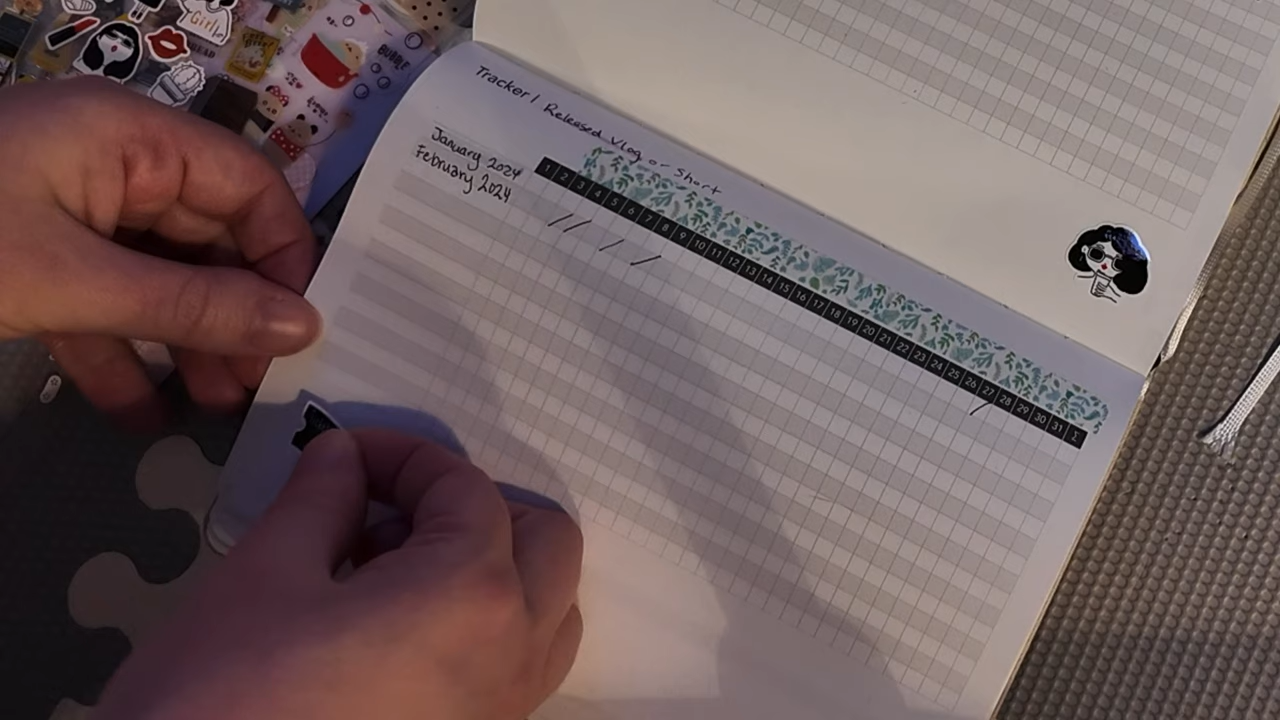 Girl
BUBBLE
Tracker / Released Vlog or Short
January 2024
February 2024
1 2 3 4 5 6 7 8 9 10 11 12 13 14 15 16 17 18 19 20 21 22 23 24 25 26 27 28 29 30 31 Σ